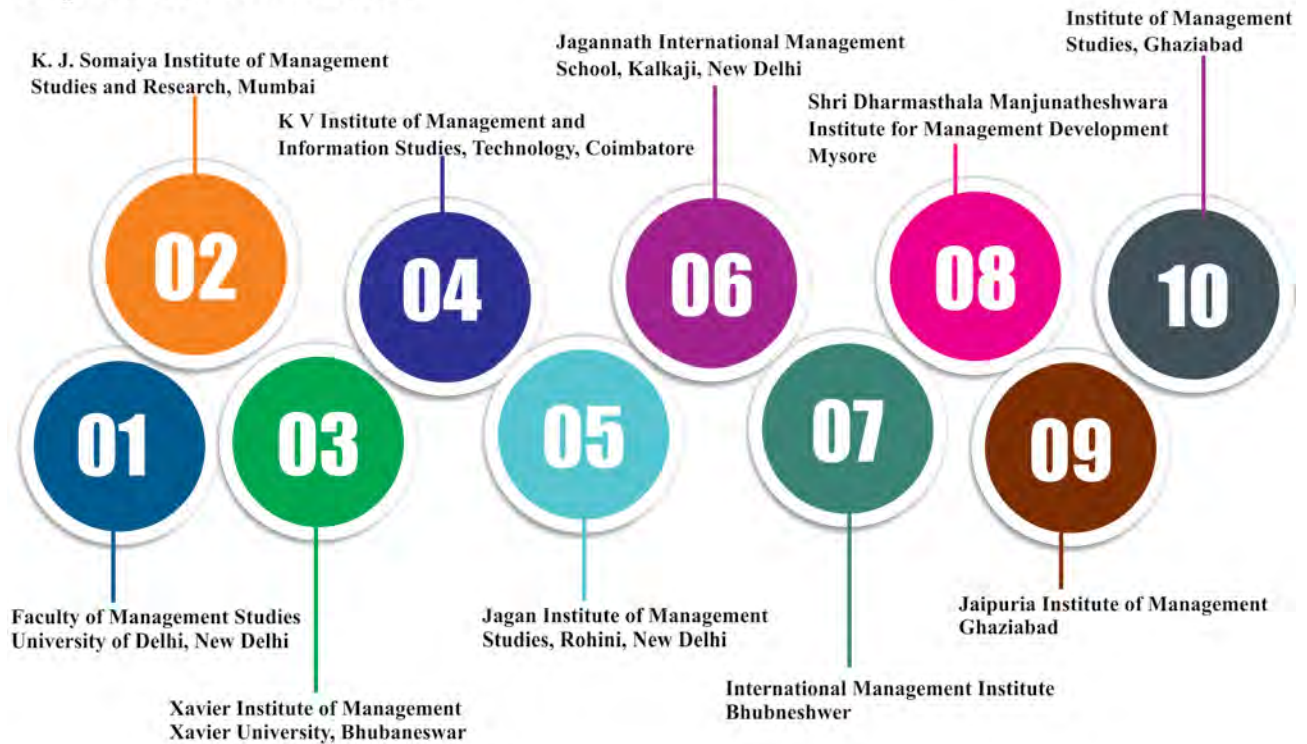 K. J. Somaiya Institute of Management
Studies and Research, Mumbai
K V Institute of Management and
Information Studies, Technology, Coimbatore
Jagannath International Management
School, Kalkaji, New Delhi
Shri Dharmasthala Manjunatheshwara
Institute for Management Development
Mysore
Institute of Management
Studies, Ghaziabad
02
04
06
08
10
01
03
05
07
09
Faculty of Management Studies
University of Delhi, New Delhi
Xavier Institute of Management
Xavier University, Bhubaneswar
Jagan Institute of Management
Studies, Rohini, New Delhi
International Management Institute
Bhubneshwer
Jaipuria Institute of Management
Ghaziabad